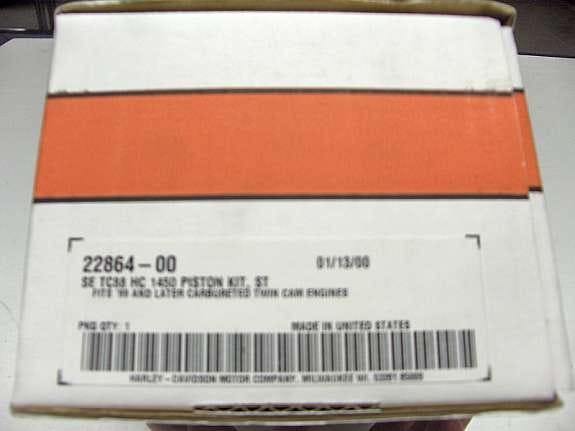 22864-00 01/13/00
SE TC88 HC 1450 PISTON KIT, ST
FITS '99 AND LATER CARBURETED TWIN CAM ENGINES
PKG QTY: 1 MADE IN UNITED STATES
HARLEY-DAVIDSON MOTOR COMPANY, MILWAUKEE WI.